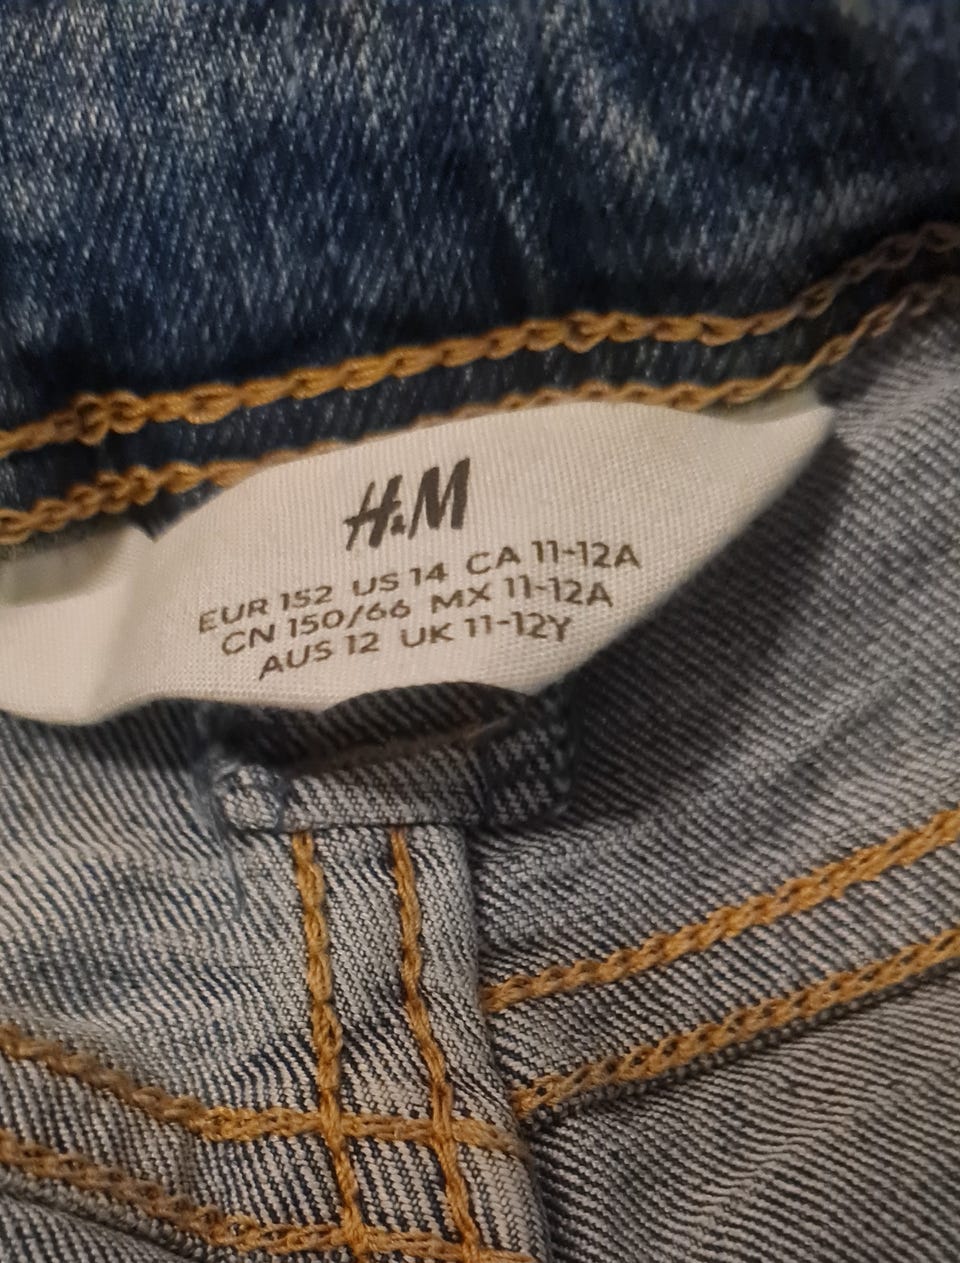 H&M
EUR 152 US 14 CA 11-12A
CN 150/66 MX 11-12A
AUS 12 UK 11-12Y